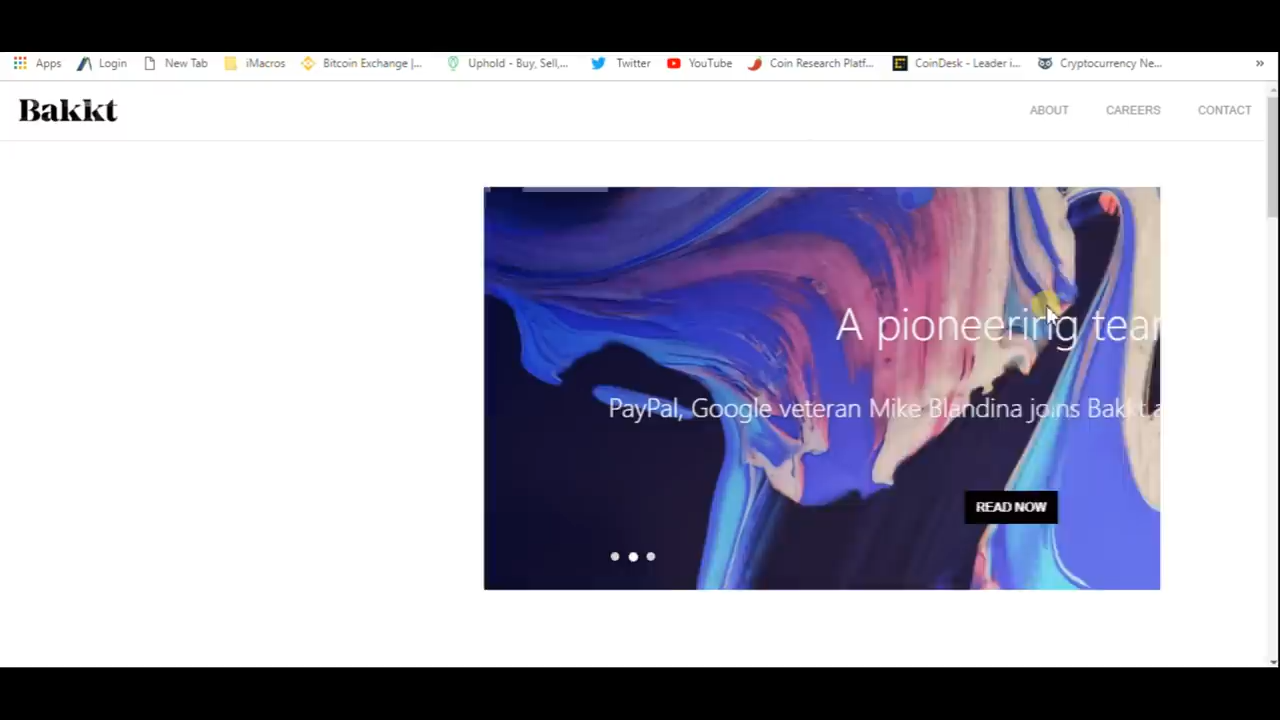 Apps Login New Tab iMacros Bitcoin Exchange |... Uphold - Buy, Sell,... Twitter YouTube Coin Research Platf... CoinDesk - Leader i... Cryptocurrency Ne... »
Bakkt ABOUT CAREERS CONTACT
A pioneering tea
PayPal, Google veteran Mike Blandina joins Bakkt a
READ NOW